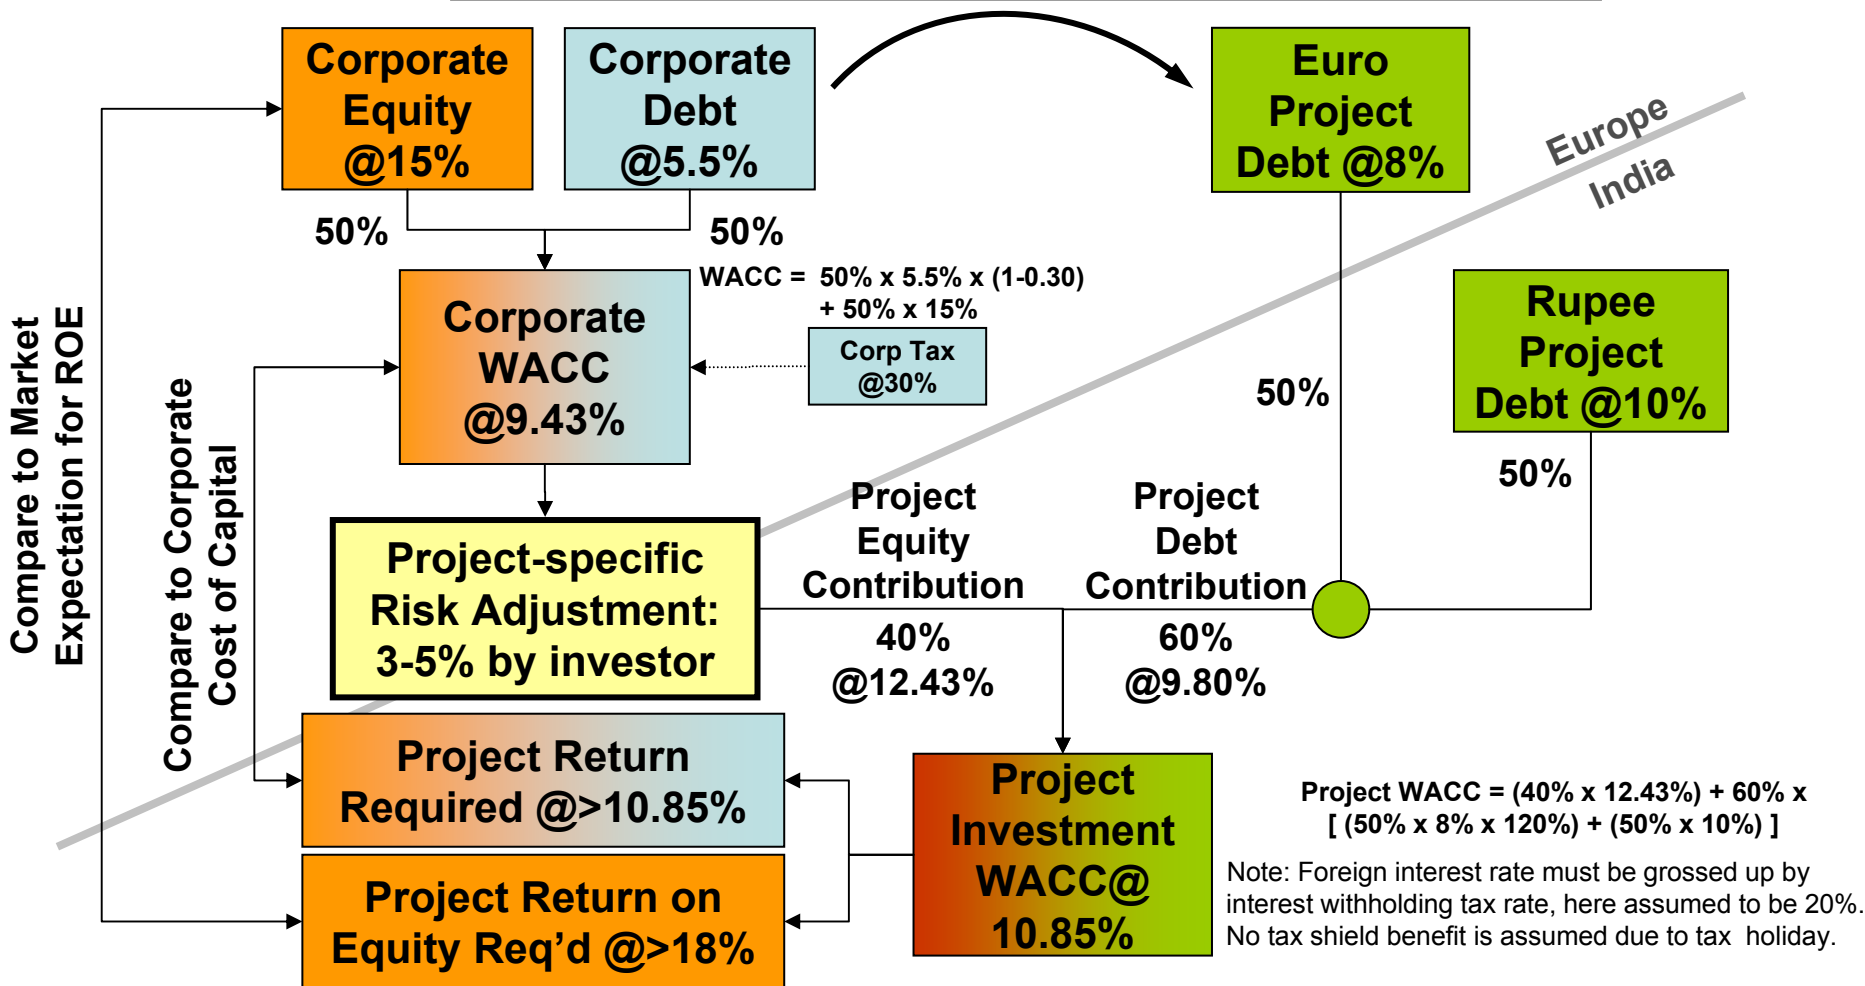 Corporate
Equity
@15%
Corporate
Debt
@5.5%
Euro
Project
Debt @8%
Europe
India
50%
50%
WACC = 50% x 5.5% x (1-0.30)
+ 50% x 15%
Corporate
WACC
@9.43%
Corp Tax
@30%
50%
Rupee
Project
Debt @10%
50%
Compare to Market
Expectation for ROE
Compare to Corporate
Cost of Capital
Project-specific
Risk Adjustment:
3-5% by investor
Project
Equity
Contribution
40%
@12.43%
Project
Debt
Contribution
60%
@9.80%
Project Return
Required @>10.85%
Project Return on
Equity Req’d @>18%
Project
Investment
WACC@
10.85%
Project WACC = (40% x 12.43%) + 60% x
[ (50% x 8% x 120%) + (50% x 10%) ]
Note: Foreign interest rate must be grossed up by
interest withholding tax rate, here assumed to be 20%.
No tax shield benefit is assumed due to tax holiday.